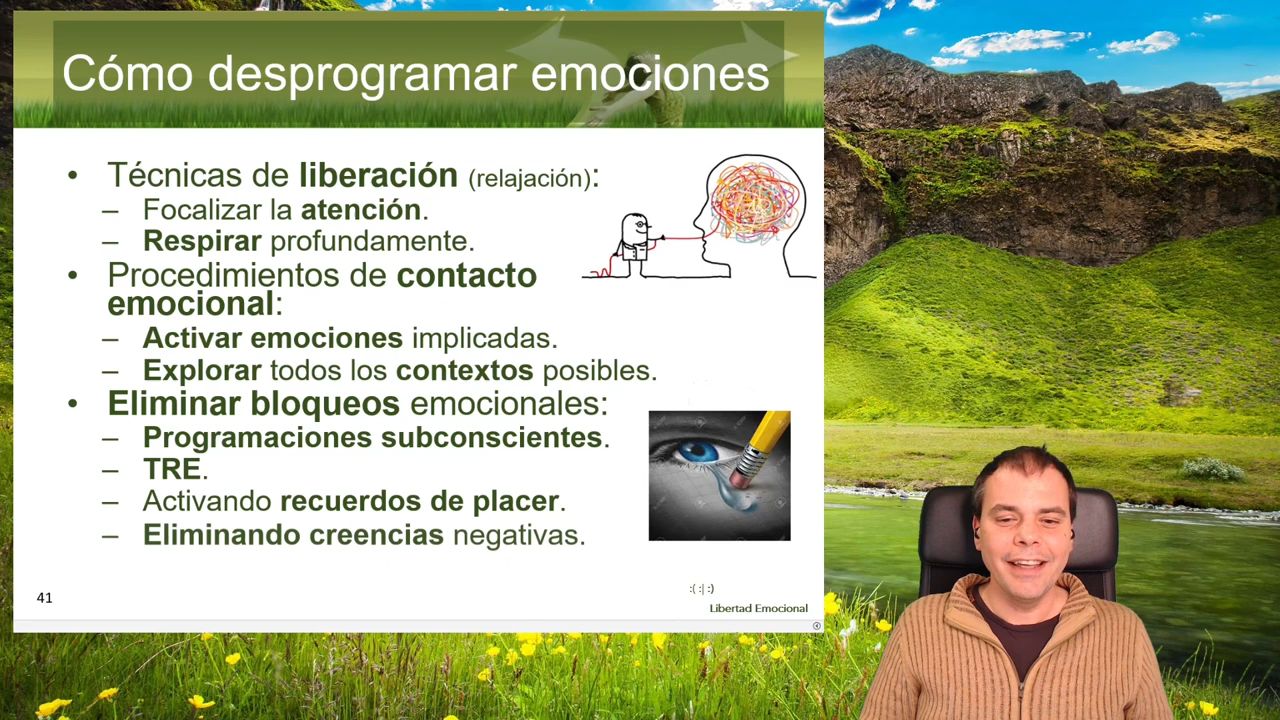 Cómo desprogramar emociones
• Técnicas de liberación (relajación):
– Focalizar la atención.
– Respirar profundamente.
• Procedimientos de contacto
emocional:
– Activar emociones implicadas.
– Explorar todos los contextos posibles.
• Eliminar bloqueos emocionales:
– Programaciones subconscientes.
– TRE.
– Activando recuerdos de placer.
– Eliminando creencias negativas.
41
:( :| :)
Libertad Emocional